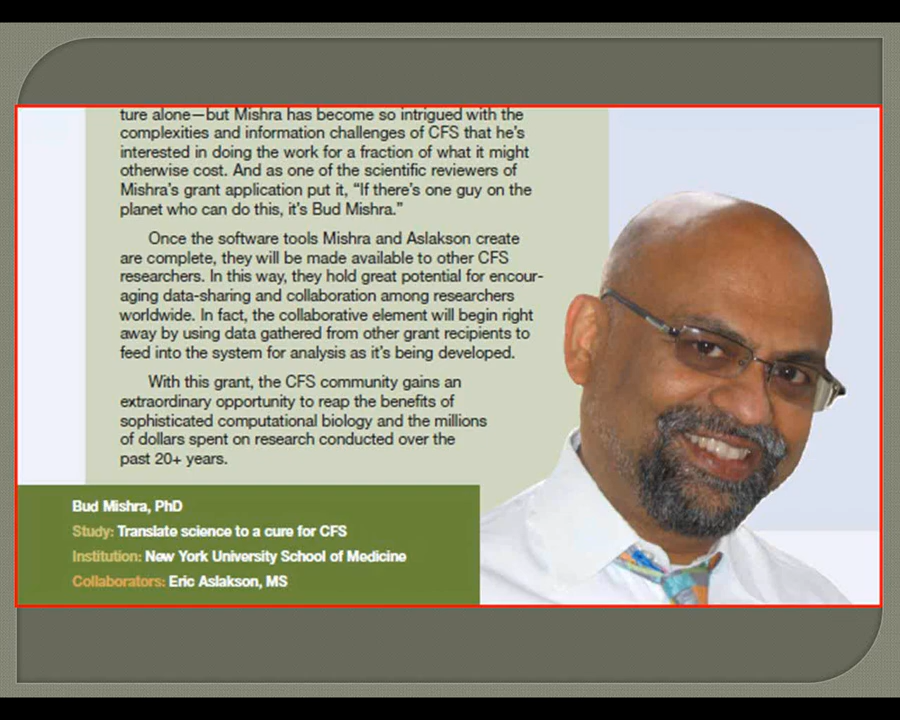 ture alone—but Mishra has become so intrigued with the
complexities and information challenges of CFS that he's
interested in doing the work for a fraction of what it might
otherwise cost. And as one of the scientific reviewers of
Mishra's grant application put it, “If there's one guy on the
planet who can do this, it's Bud Mishra.”
Once the software tools Mishra and Aslakson create
are complete, they will be made available to other CFS
researchers. In this way, they hold great potential for encour-
aging data-sharing and collaboration among researchers
worldwide. In fact, the collaborative element will begin right
away by using data gathered from other grant recipients to
feed into the system for analysis as it's being developed.
With this grant, the CFS community gains an
extraordinary opportunity to reap the benefits of
sophisticated computational biology and the millions
of dollars spent on research conducted over the
past 20+ years.
Bud Mishra, PhD
Study: Translate science to a cure for CFS
Institution: New York University School of Medicine
Collaborators: Eric Aslakson, MS